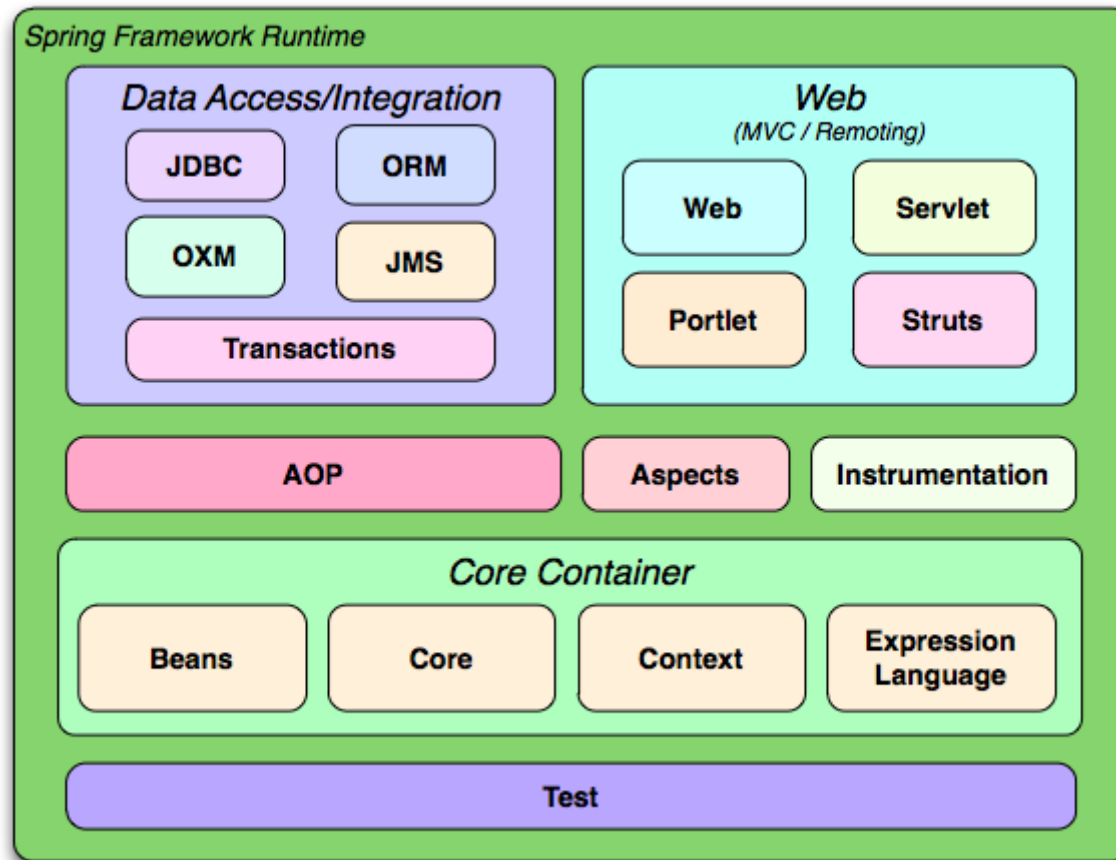 Spring Framework Runtime
Data Access/Integration
JDBC
ORM
OXM
JMS
Transactions
Web
(MVC / Remoting)
Web
Servlet
Portlet
Struts
AOP
Aspects
Instrumentation
Core Container
Beans
Core
Context
Expression
Language
Test